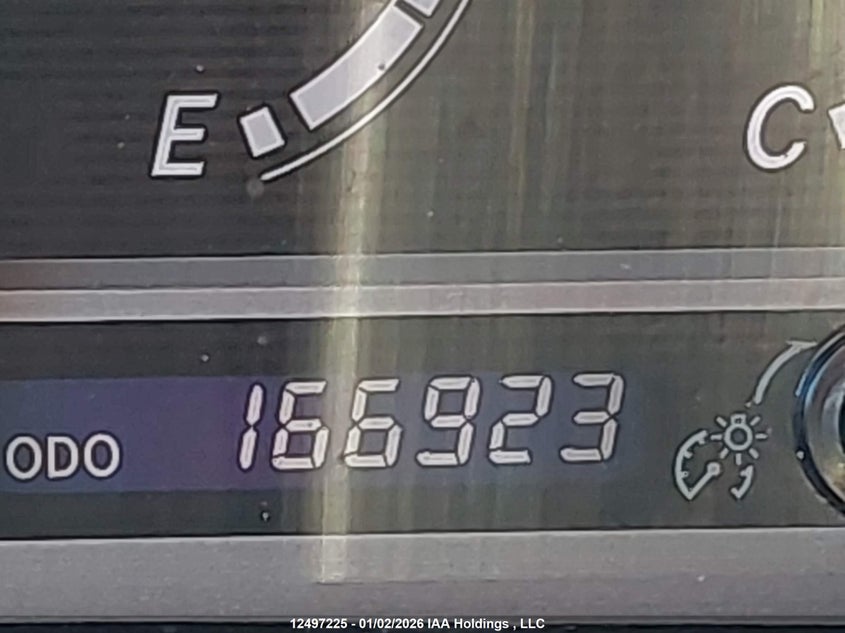 E
C
ODO 166923
12497225 - 01/02/2026 IAA Holdings , LLC